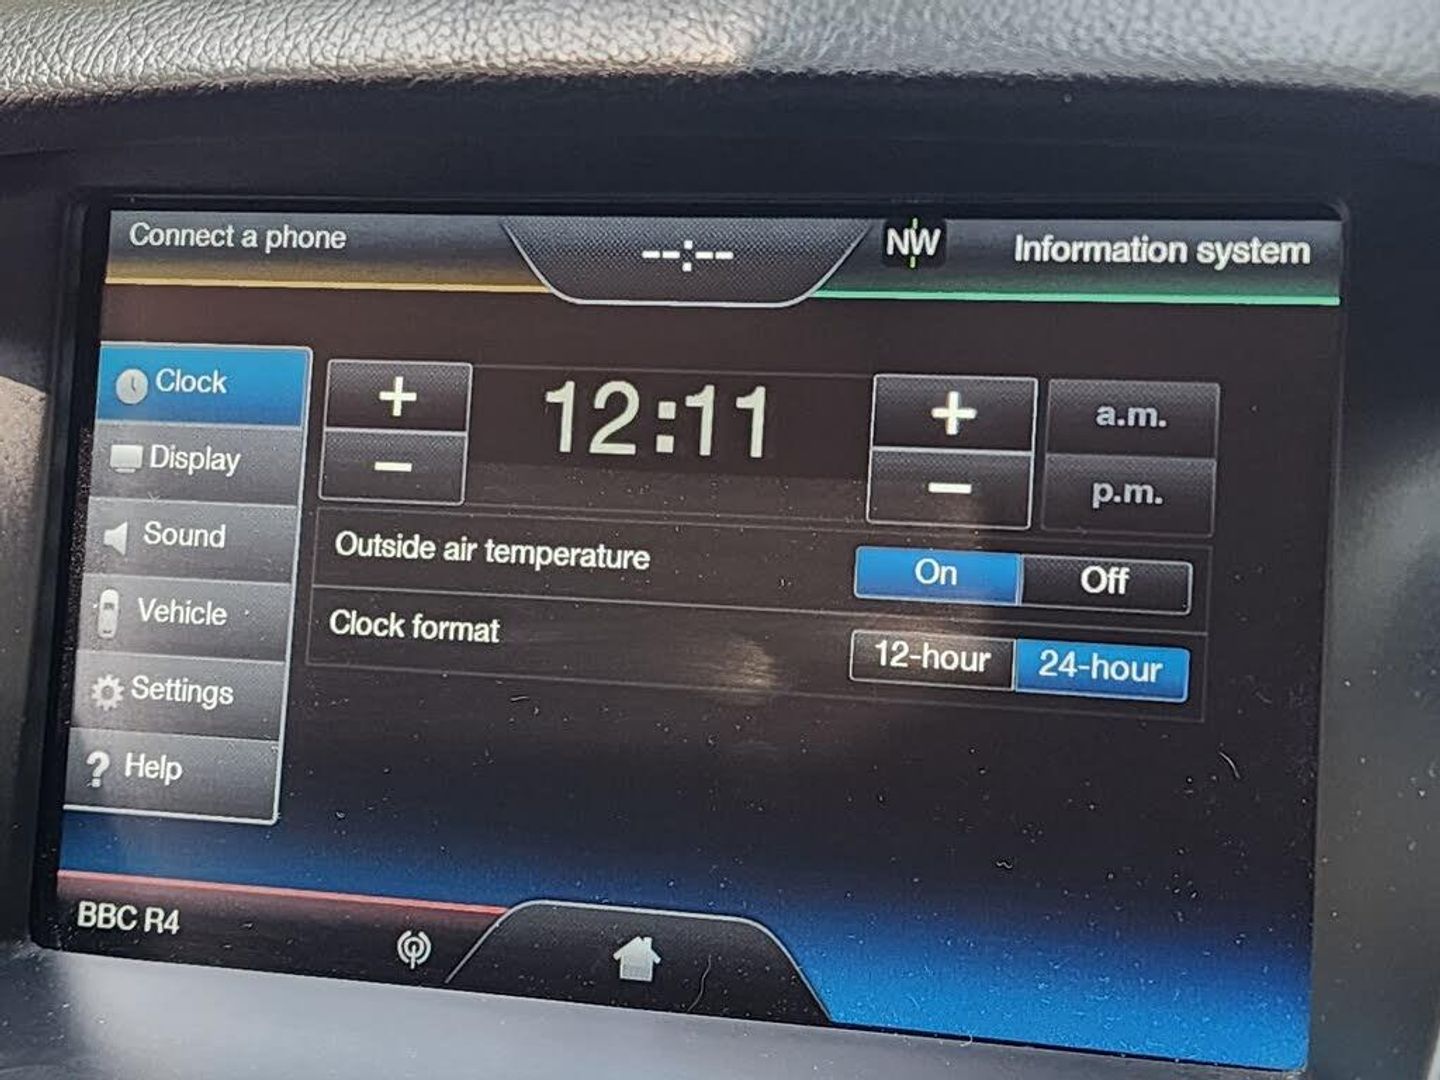 Connect a phone
--:--
NW
Information system
Clock
+
12:11
+
a.m.
Display
−
−
p.m.
Sound
Outside air temperature
On
Off
Vehicle
Clock format
12-hour
24-hour
Settings
? Help
BBC R4